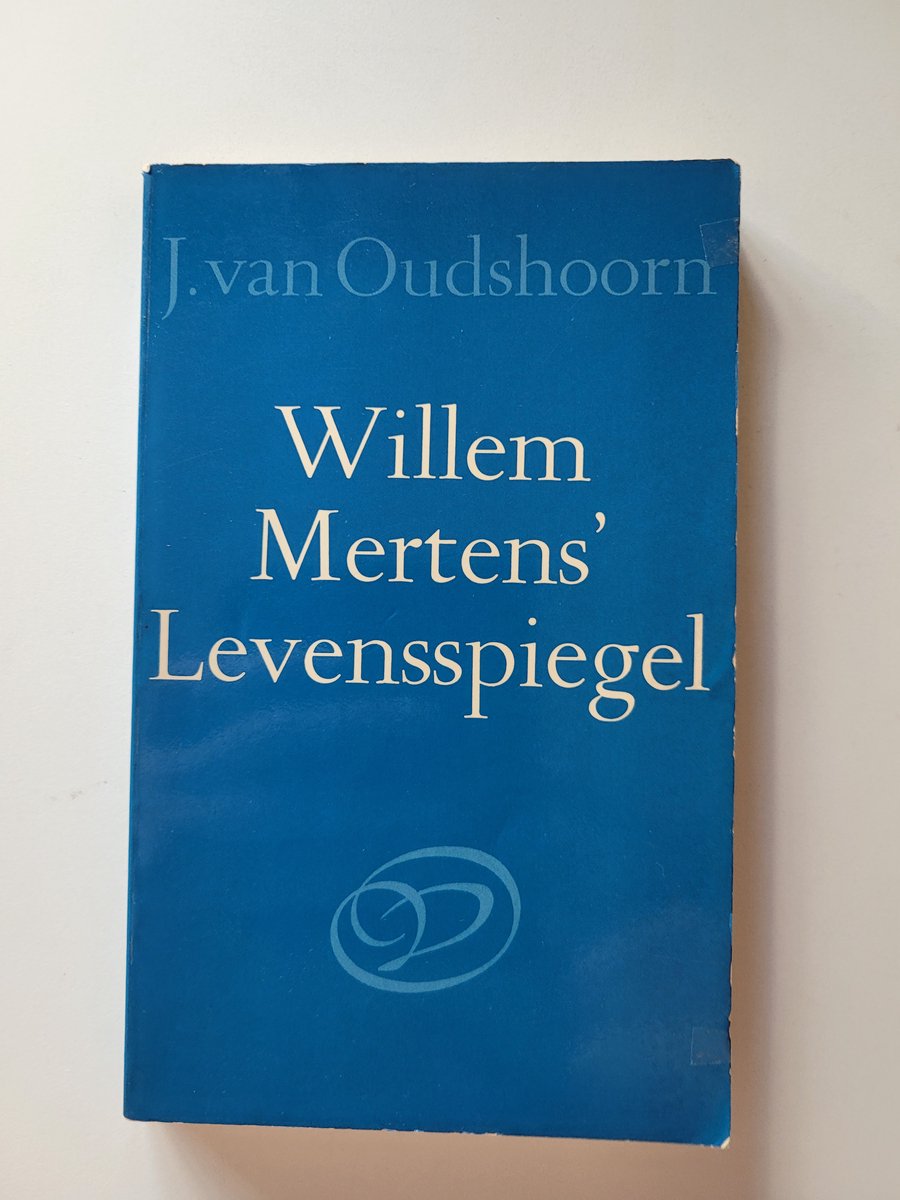 J. van Oudshoorn
Willem
Mertens’
Levensspiegel